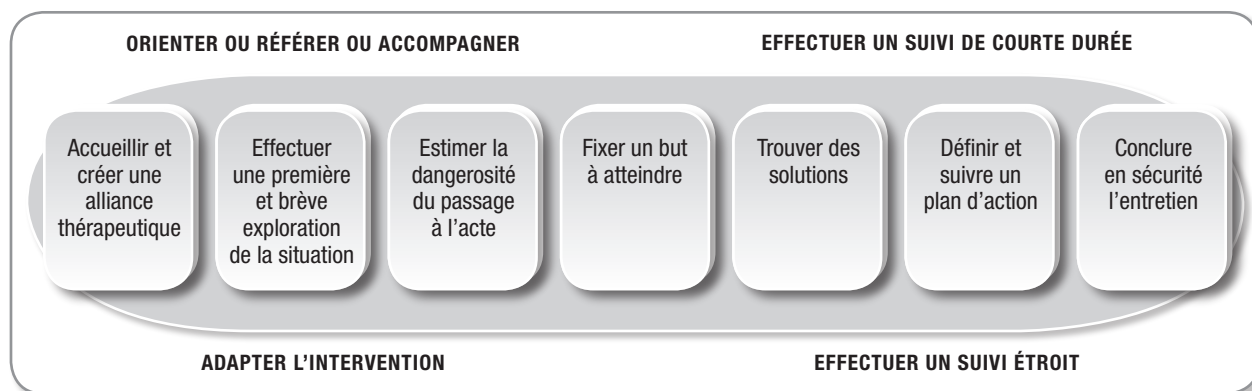 ORIENTER OU RÉFÉRER OU ACCOMPAGNER
EFFECTUER UN SUIVI DE COURTE DURÉE
Accueillir et
créer une
alliance
thérapeutique
Effectuer
une première
et brève
exploration
de la situation
Estimer la
dangerosité
du passage
à l’acte
Fixer un but
à atteindre
Trouver des
solutions
Définir et
suivre un
plan d’action
Conclure
en sécurité
l’entretien
ADAPTER L’INTERVENTION
EFFECTUER UN SUIVI ÉTROIT